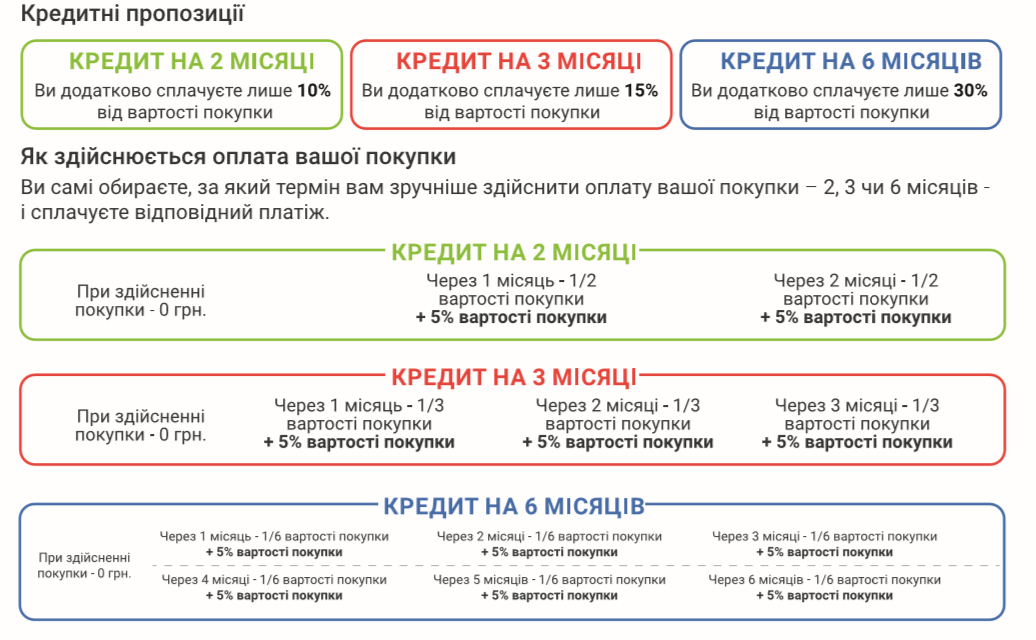 Кредитні пропозиції
КРЕДИТ НА 2 МІСЯЦІ
Ви додатково сплачуєте лише 10%
від вартості покупки
КРЕДИТ НА 3 МІСЯЦІ
Ви додатково сплачуєте лише 15%
від вартості покупки
КРЕДИТ НА 6 МІСЯЦІВ
Ви додатково сплачуєте лише 30%
від вартості покупки
Як здійснюється оплата вашої покупки
Ви самі обираєте, за який термін вам зручніше здійснити оплату вашої покупки – 2, 3 чи 6 місяців -
і сплачуєте відповідний платіж.
КРЕДИТ НА 2 МІСЯЦІ
При здійсненні
покупки - 0 грн.
Через 1 місяць - 1/2
вартості покупки
+ 5% вартості покупки
Через 2 місяці - 1/2
вартості покупки
+ 5% вартості покупки
КРЕДИТ НА 3 МІСЯЦІ
При здійсненні
покупки - 0 грн.
Через 1 місяць - 1/3
вартості покупки
+ 5% вартості покупки
Через 2 місяці - 1/3
вартості покупки
+ 5% вартості покупки
Через 3 місяці - 1/3
вартості покупки
+ 5% вартості покупки
КРЕДИТ НА 6 МІСЯЦІВ
При здійсненні
покупки - 0 грн.
Через 1 місяць - 1/6 вартості покупки
+ 5% вартості покупки
Через 2 місяці - 1/6 вартості покупки
+ 5% вартості покупки
Через 3 місяці - 1/6 вартості покупки
+ 5% вартості покупки
Через 4 місяці - 1/6 вартості покупки
+ 5% вартості покупки
Через 5 місяців - 1/6 вартості покупки
+ 5% вартості покупки
Через 6 місяців - 1/6 вартості покупки
+ 5% вартості покупки